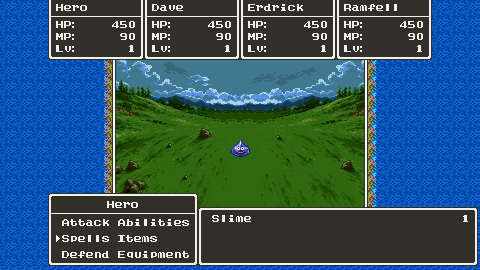 Hero Dave Erdrick Ramfell
HP: 450 HP: 450 HP: 450 HP: 450
MP: 90 MP: 90 MP: 90 MP: 90
Lv: 1 Lv: 1 Lv: 1 Lv: 1
Hero
Attack Abilities
Spells Items
Defend Equipment
Slime 1